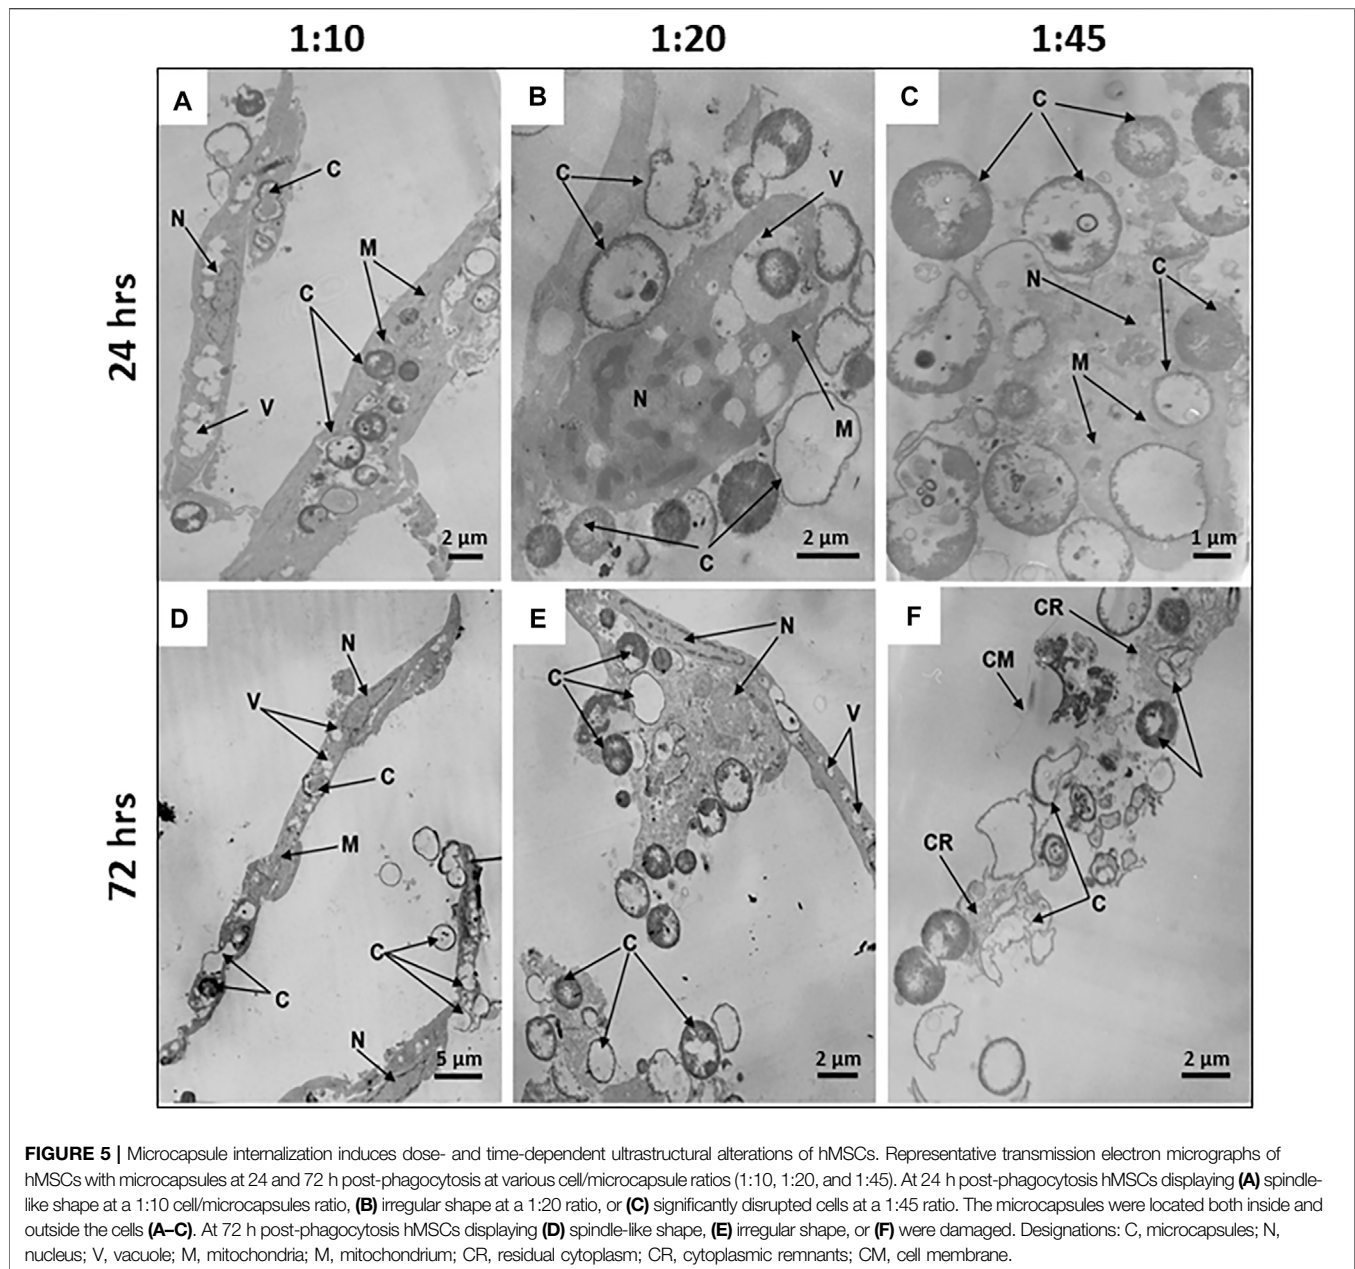 1:10 1:20 1:45
24 hrs
A
C
N
M
C
V
2 µm
B
C
V
N
M
C
2 µm
C
C
N
C
M
1 µm
72 hrs
D
N
V
C
M
C
C
N
5 µm
E
N
C
V
C
2 µm
F
CR
CM
CR
C
2 µm
FIGURE 5 | Microcapsule internalization induces dose- and time-dependent ultrastructural alterations of hMSCs. Representative transmission electron micrographs of
hMSCs with microcapsules at 24 and 72 h post-phagocytosis at various cell/microcapsule ratios (1:10, 1:20, and 1:45). At 24 h post-phagocytosis hMSCs displaying (A) spindle-
like shape at a 1:10 cell/microcapsules ratio, (B) irregular shape at a 1:20 ratio, or (C) significantly disrupted cells at a 1:45 ratio. The microcapsules were located both inside and
outside the cells (A–C). At 72 h post-phagocytosis hMSCs displaying (D) spindle-like shape, (E) irregular shape, or (F) were damaged. Designations: C, microcapsules; N,
nucleus; V, vacuole; M, mitochondria; M, mitochondrium; CR, residual cytoplasm; CR, cytoplasmic remnants; CM, cell membrane.